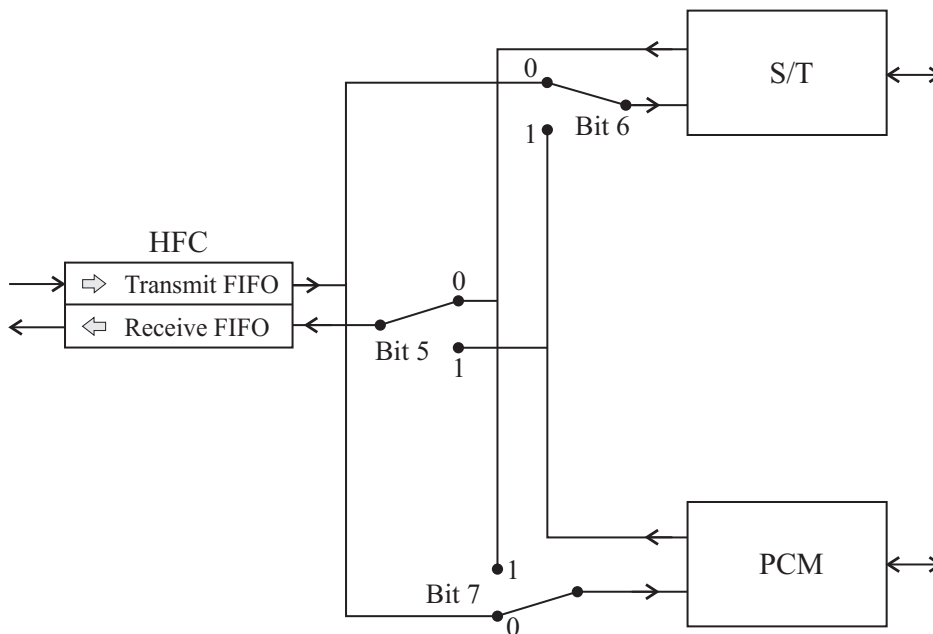 S/T
0
Bit 6
1
HFC
Transmit FIFO
Receive FIFO
0
Bit 5
1
PCM
1
Bit 7
0